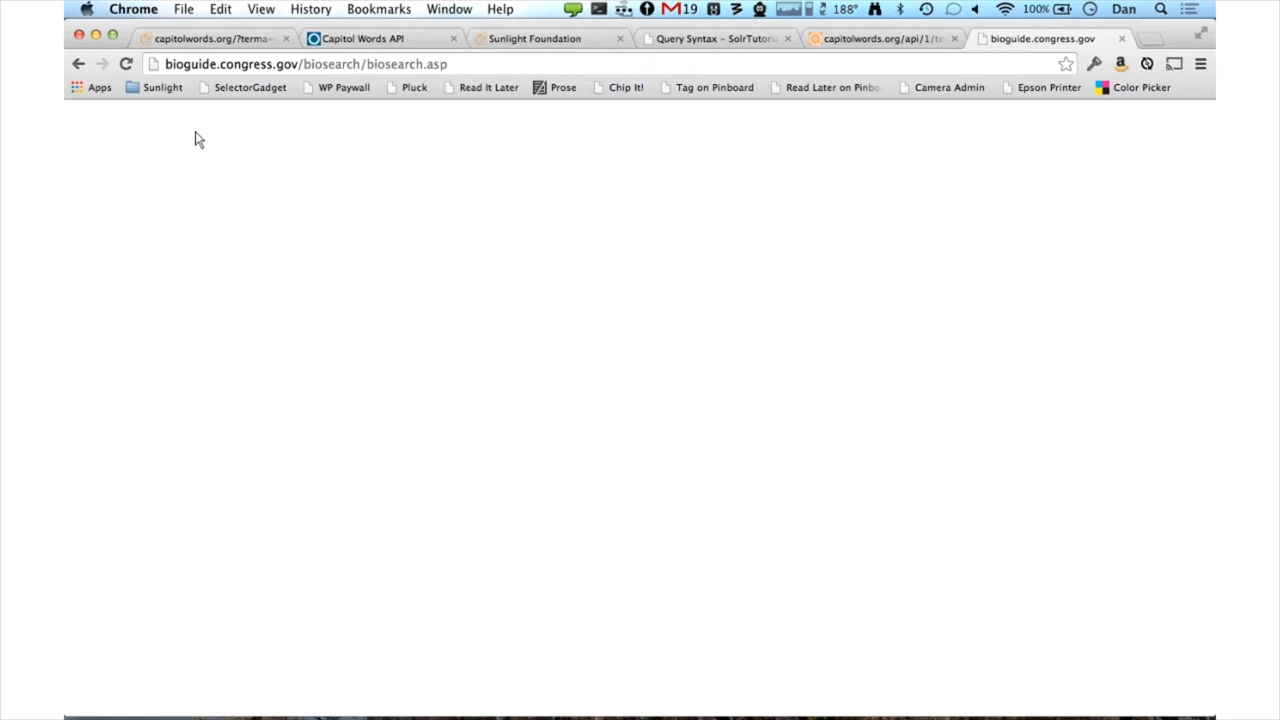 Chrome File Edit View History Bookmarks Window Help 19 188° 100% Dan
capitolwords.org/?terma= Capitol Words API Sunlight Foundation Query Syntax – SolrTutoria capitolwords.org/api/1/te bioguide.congress.gov
bioguide.congress.gov/biosearch/biosearch.asp
Apps Sunlight SelectorGadget WP Paywall Pluck Read It Later Prose Chip It! Tag on Pinboard Read Later on Pinbo Camera Admin Epson Printer Color Picker